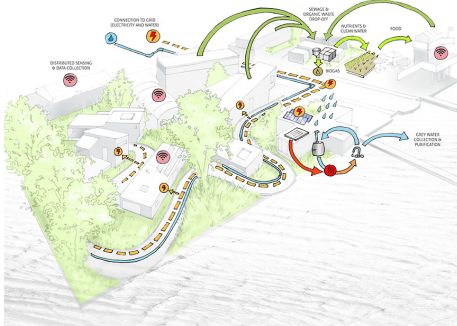 CONNECTION TO GRID
(ELECTRICITY AND WATER)
SEWAGE &
ORGANIC WASTE
DROP-OFF
NUTRIENTS &
CLEAN WATER
FOOD
DISTRIBUTED SENSING
& DATA COLLECTION
BIOGAS
GREY WATER
COLLECTION &
PURIFICATION